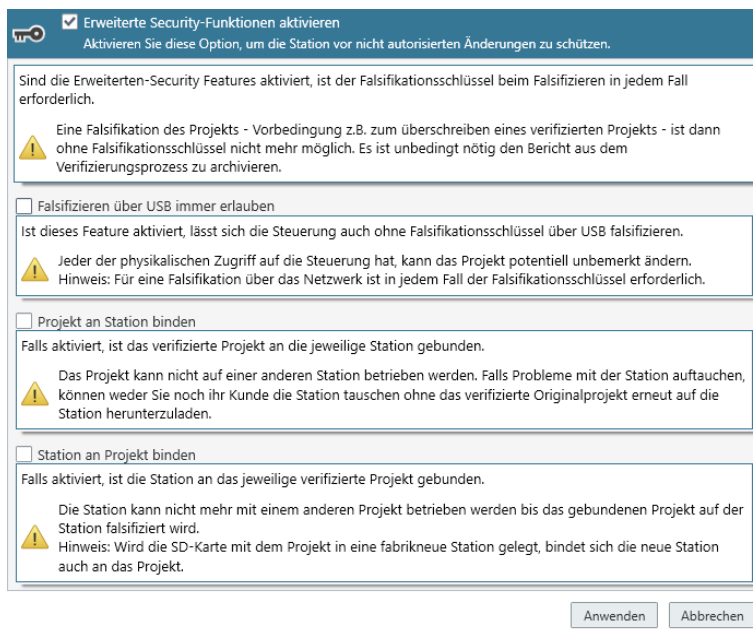 Erweiterte Security-Funktionen aktivieren
Aktivieren Sie diese Option, um die Station vor nicht autorisierten Änderungen zu schützen.
Sind die Erweiterten-Security Features aktiviert, ist der Falsifikationsschlüssel beim Falsifizieren in jedem Fall
erforderlich.
Eine Falsifikation des Projekts - Vorbedingung z.B. zum überschreiben eines verifizierten Projekts - ist dann
ohne Falsifikationsschlüssel nicht mehr möglich. Es ist unbedingt nötig den Bericht aus dem
Verifizierungsprozess zu archivieren.
Falsifizieren über USB immer erlauben
Ist dieses Feature aktiviert, lässt sich die Steuerung auch ohne Falsifikationsschlüssel über USB falsifizieren.
Jeder der physikalischen Zugriff auf die Steuerung hat, kann das Projekt potentiell unbemerkt ändern.
Hinweis: Für eine Falsifikation über das Netzwerk ist in jedem Fall der Falsifikationsschlüssel erforderlich.
Projekt an Station binden
Falls aktiviert, ist das verifizierte Projekt an die jeweilige Station gebunden.
Das Projekt kann nicht auf einer anderen Station betrieben werden. Falls Probleme mit der Station auftauchen,
können weder Sie noch ihr Kunde die Station tauschen ohne das verifizierte Originalprojekt erneut auf die
Station herunterzuladen.
Station an Projekt binden
Falls aktiviert, ist die Station an das jeweilige verifizierte Projekt gebunden.
Die Station kann nicht mehr mit einem anderen Projekt betrieben werden bis das gebundenen Projekt auf der
Station falsifiziert wird.
Hinweis: Wird die SD-Karte mit dem Projekt in eine fabrikneue Station gelegt, bindet sich die neue Station
auch an das Projekt.
Anwenden
Abbrechen